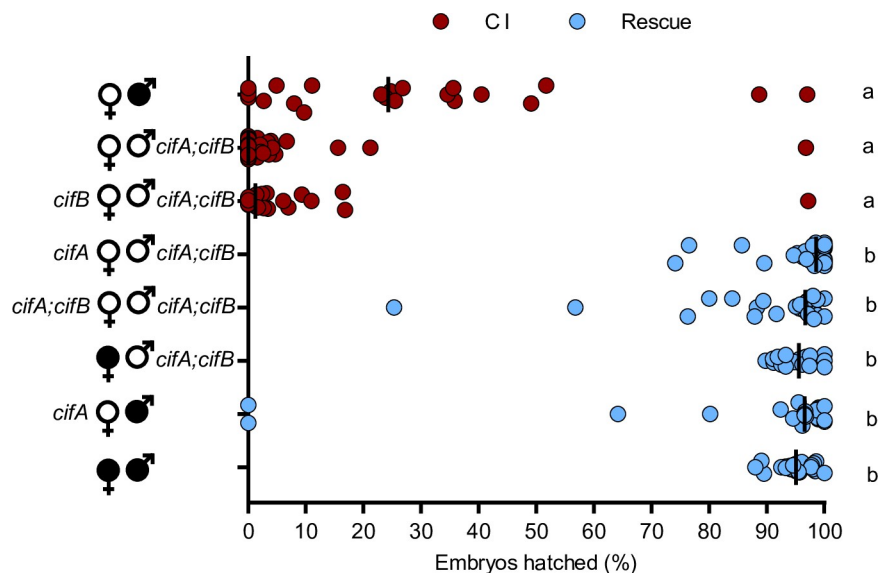 CI Rescue
a
cifA;cifB a
cifB cifA;cifB a
cifA cifA;cifB b
cifA;cifB cifA;cifB b
cifA;cifB b
cifA b
b
0 10 20 30 40 50 60 70 80 90 100
Embryos hatched (%)